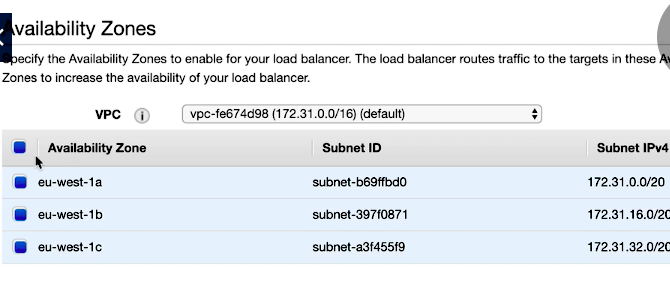 Availability Zones
Specify the Availability Zones to enable for your load balancer. The load balancer routes traffic to the targets in these
Zones to increase the availability of your load balancer.
VPC i vpc-fe674d98 (172.31.0.0/16) (default)
Availability Zone Subnet ID Subnet IPv4
eu-west-1a subnet-b69ffbd0 172.31.0.0/20
eu-west-1b subnet-397f0871 172.31.16.0/20
eu-west-1c subnet-a3f455f9 172.31.32.0/20